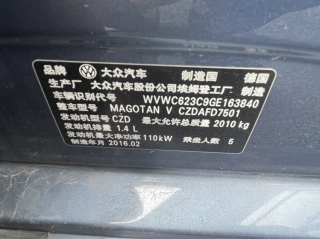 品牌 大众汽车 制造国 德国
生产厂 大众汽车股份公司埃姆登工厂
车辆识别代号 WVWC623C9GE163840
整车型号 MAGOTAN V CZDAFD7501
发动机型号 CZD 最大允许总质量 2010 kg
发动机排量 1.4 L
发动机最大净功率 110kW 乘坐人数 5
制造年月 2016.02